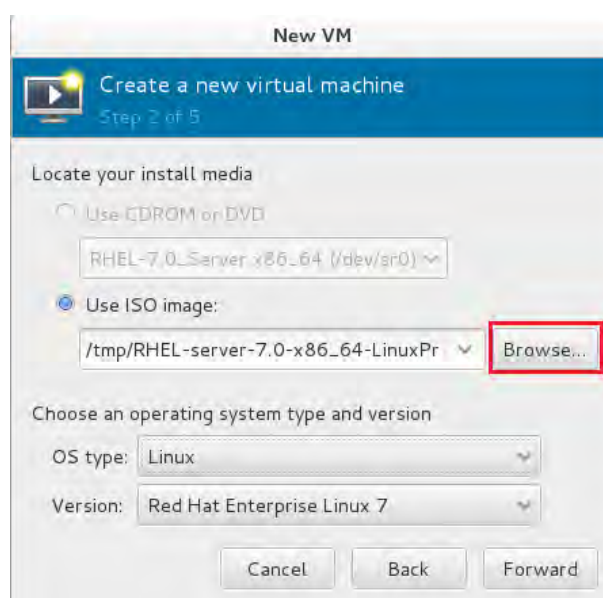 New VM
Create a new virtual machine
Step 2 of 5
Locate your install media
Use CDROM or DVD
RHEL-7.0_Server x86_64 (/dev/sr0)
Use ISO image:
/tmp/RHEL-server-7.0-x86_64-LinuxPr
Browse...
Choose an operating system type and version
OS type: Linux
Version: Red Hat Enterprise Linux 7
Cancel Back Forward